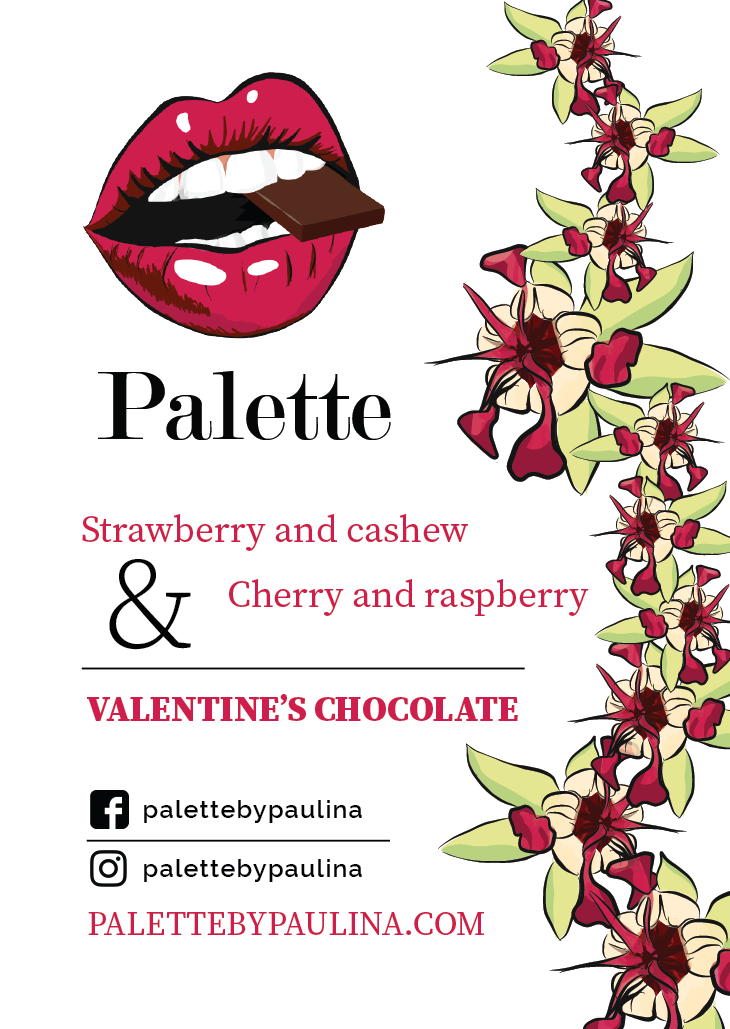 Palette
Strawberry and cashew
&
Cherry and raspberry
VALENTINE’S CHOCOLATE
palettebypaulina
palettebypaulina
PALETTEBYPAULINA.COM